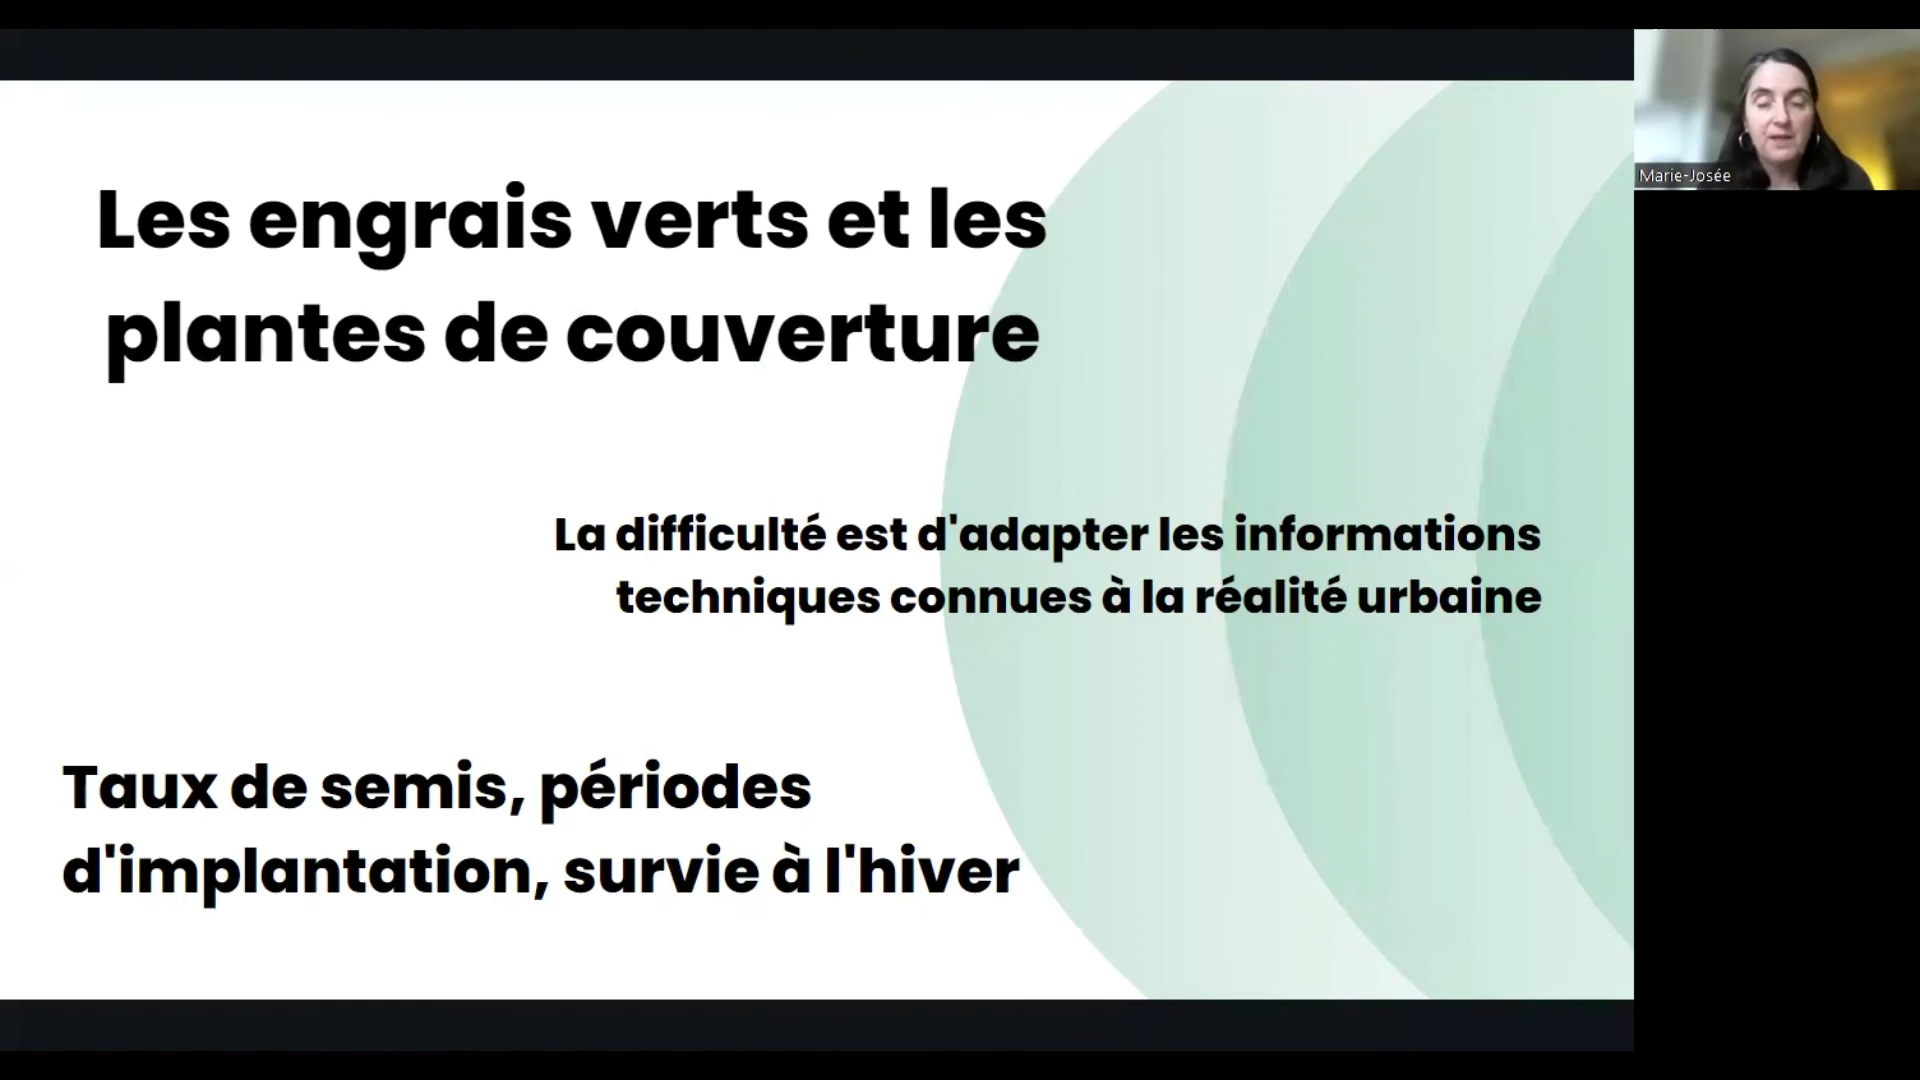 Les engrais verts et les
plantes de couverture
La difficulté est d'adapter les informations
techniques connues à la réalité urbaine
Taux de semis, périodes
d'implantation, survie à l'hiver
Marie-Josée